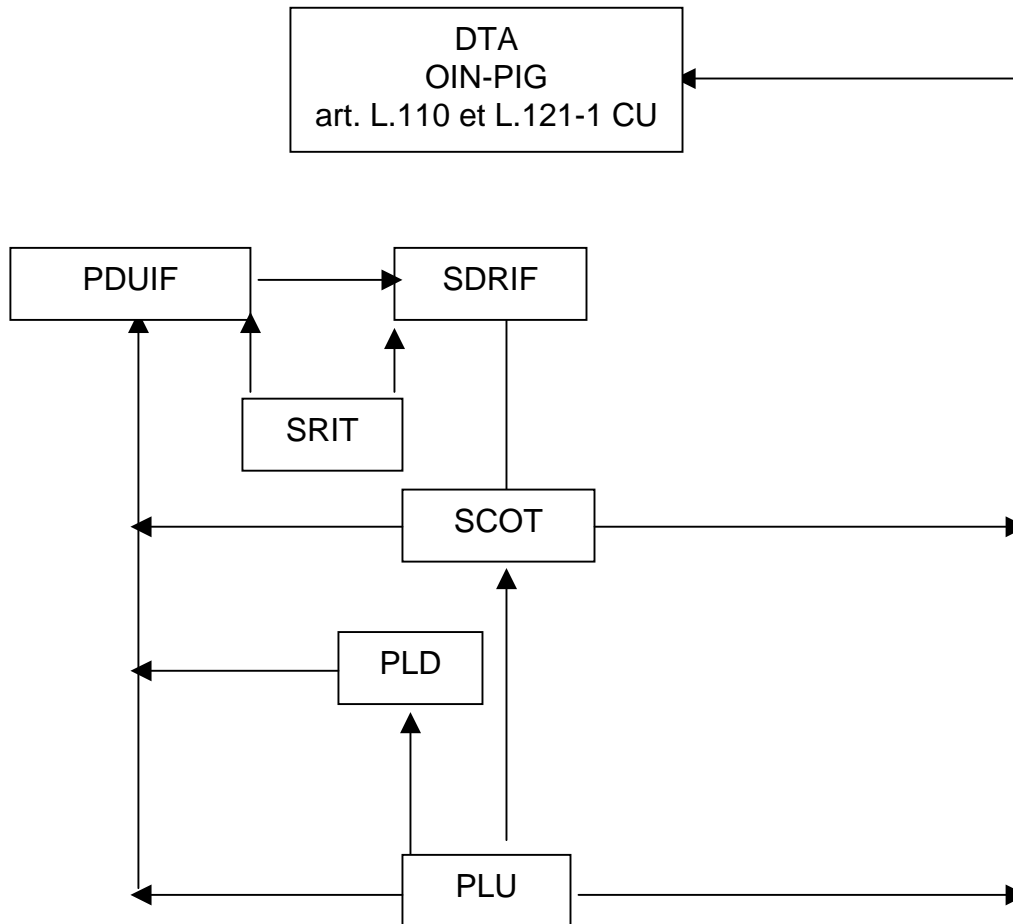 DTA
OIN-PIG
art. L.110 et L.121-1 CU
PDUIF
SDRIF
SRIT
SCOT
PLD
PLU